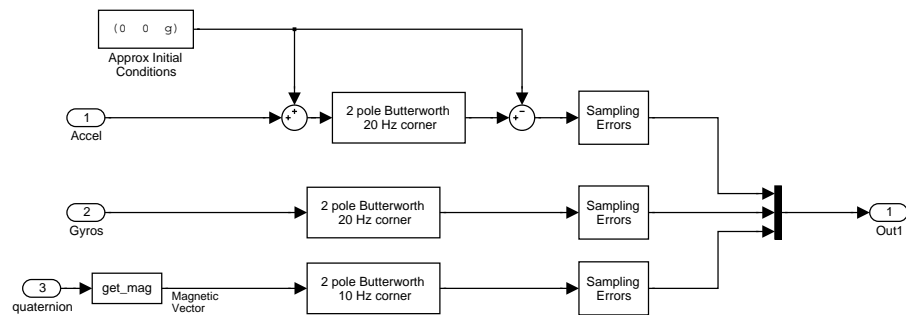 (0 0 g)
Approx Initial
Conditions
1
Accel
+
+
2 pole Butterworth
20 Hz corner
−
+
Sampling
Errors
2
Gyros
2 pole Butterworth
20 Hz corner
Sampling
Errors
1
Out1
3
quaternion
get_mag
Magnetic
Vector
2 pole Butterworth
10 Hz corner
Sampling
Errors